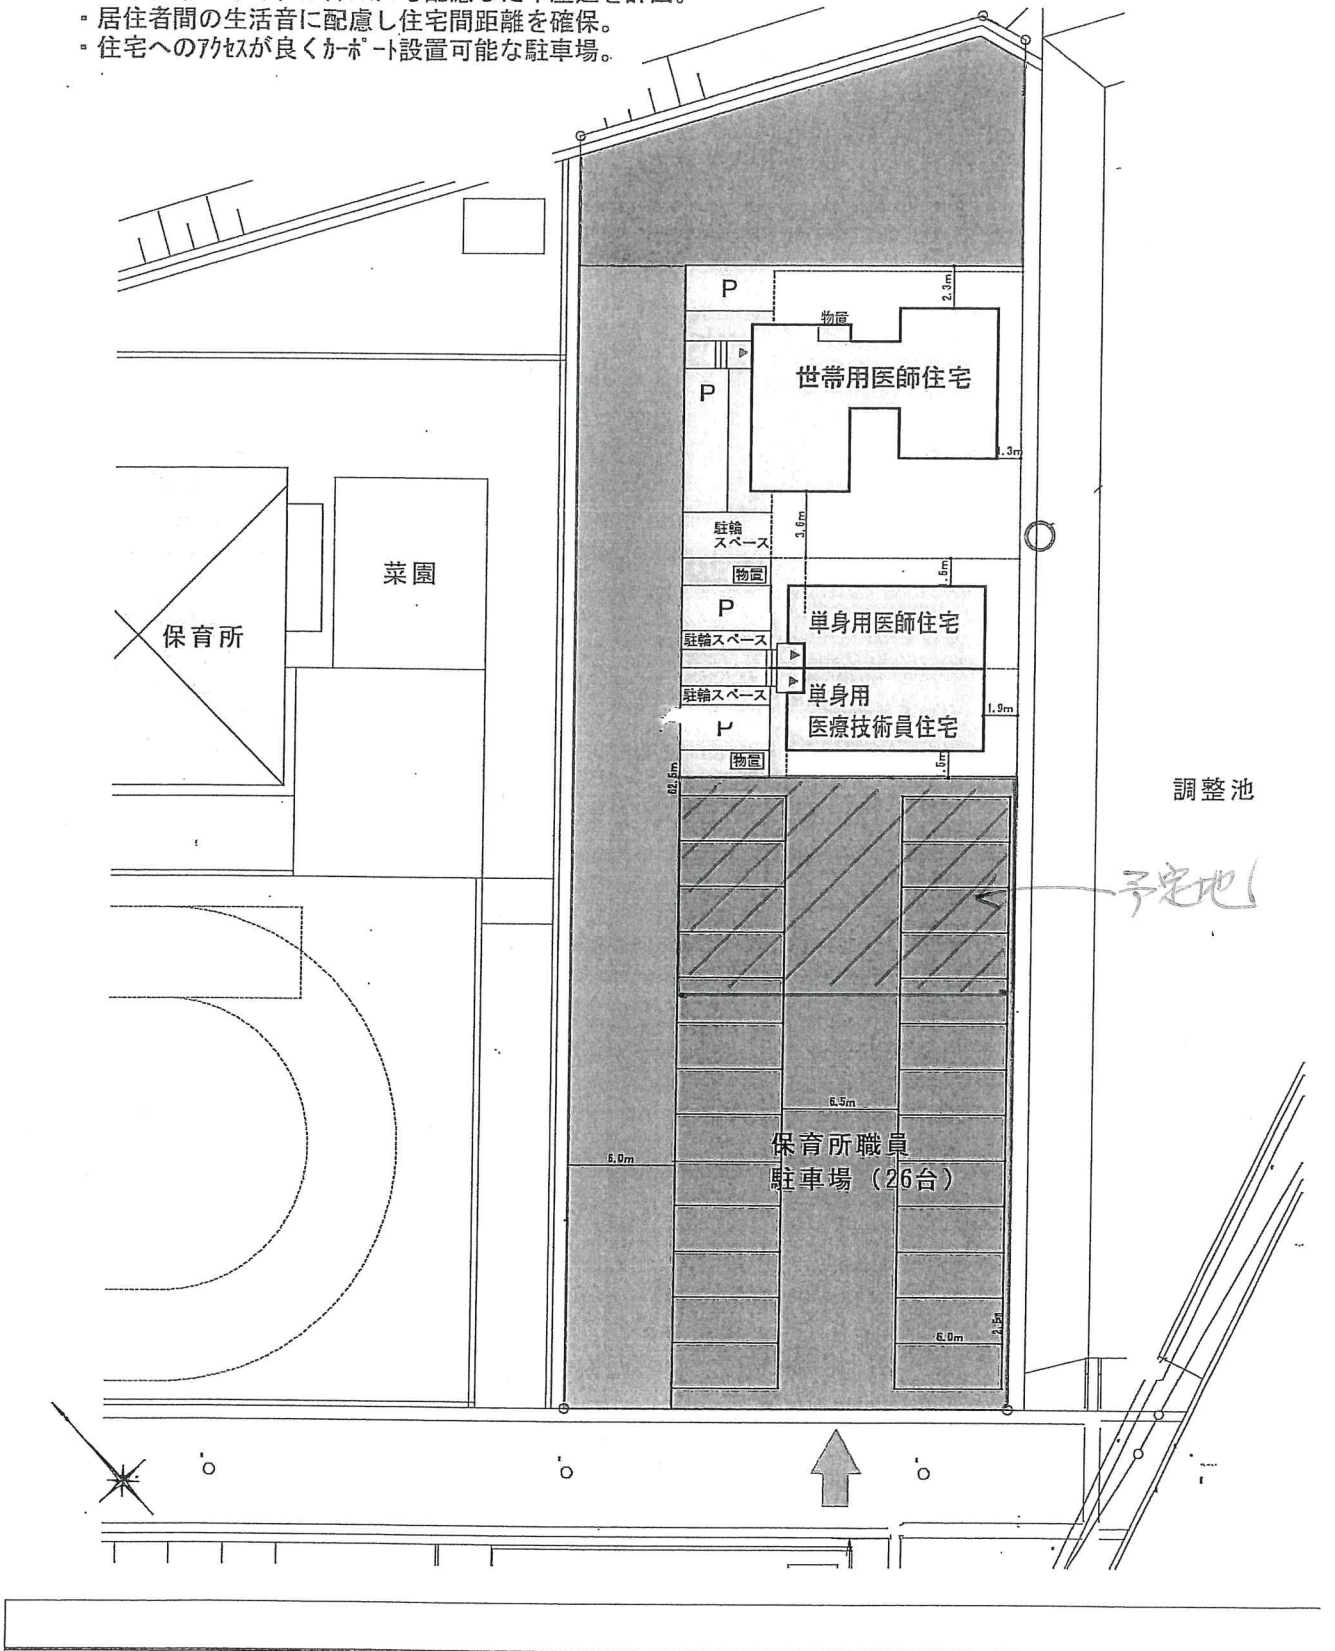 ・居住者間の生活音に配慮し住宅間距離を確保。
・住宅へのアクセスが良くカーポート設置可能な駐車場。
P
2.3m
物置
世帯用医師住宅
P
1.3m
駐輪
スペース
3.6m
物置
菜園
P
単身用医師住宅
保育所
駐輪スペース
駐輪スペース
単身用
医療技術員住宅
1.9m
P
物置
62.5m
調整池
予定地
6.5m
保育所職員
駐車場（26台）
6.0m
2.5m
6.0m